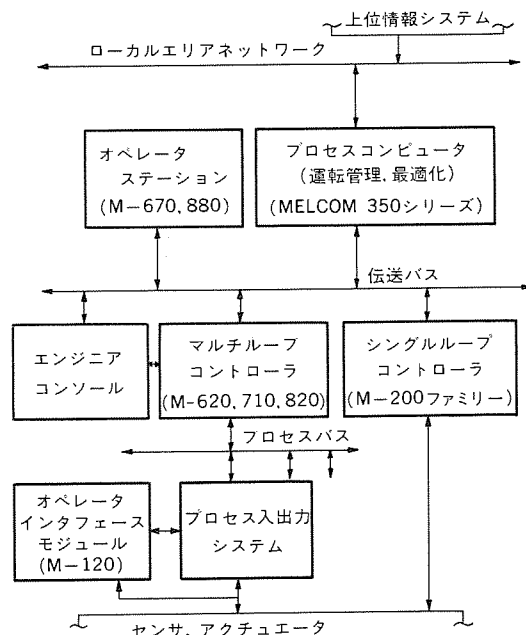 上位情報システム
ローカルエリアネットワーク
オペレータ
ステーション
(M-670, 880)
プロセスコンピュータ
(運転管理, 最適化)
(MELCOM 350シリーズ)
伝送バス
エンジニア
コンソール
マルチループ
コントローラ
(M-620, 710, 820)
シングルループ
コントローラ
(M-200ファミリー)
プロセスバス
オペレータ
インタフェース
モジュール
(M-120)
プロセス入出力
システム
センサ, アクチュエータ